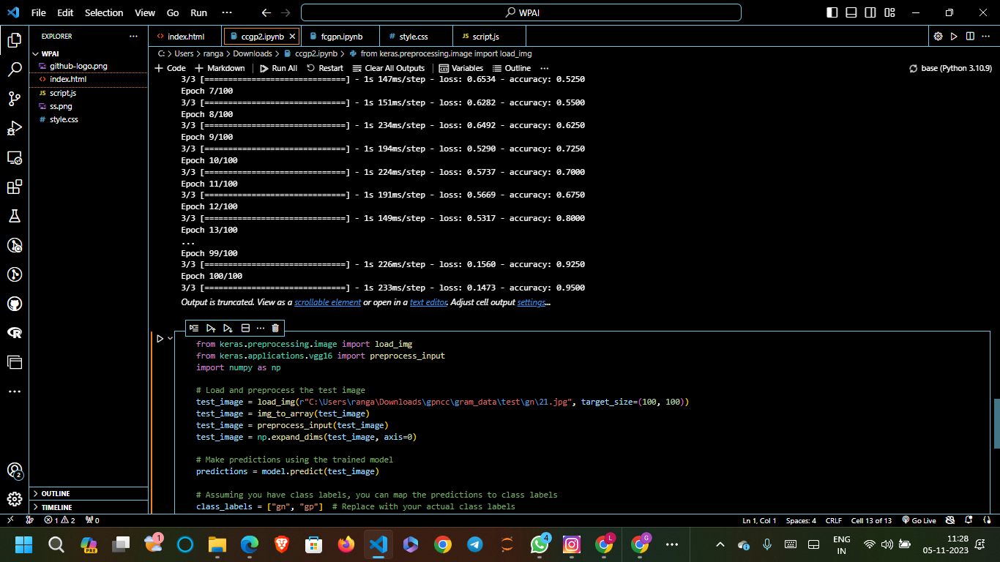 File Edit Selection View Go Run ··· WPAI
EXPLORER ···
WPAI
github-logo.png
index.html
JS script.js
ss.png
# style.css
OUTLINE
TIMELINE
index.html ccgp2.ipynb fcgpn.ipynb # style.css JS script.js
C: > Users > ranga > Downloads > ccgp2.ipynb > from keras.preprocessing.image import load_img
+ Code + Markdown Run All Restart Clear All Outputs Variables Outline ··· base (Python 3.10.9)
3/3 [==============================] - 1s 147ms/step - loss: 0.6534 - accuracy: 0.5250
Epoch 7/100
3/3 [==============================] - 1s 151ms/step - loss: 0.6282 - accuracy: 0.5500
Epoch 8/100
3/3 [==============================] - 1s 234ms/step - loss: 0.6492 - accuracy: 0.6250
Epoch 9/100
3/3 [==============================] - 1s 194ms/step - loss: 0.5290 - accuracy: 0.7250
Epoch 10/100
3/3 [==============================] - 1s 224ms/step - loss: 0.5737 - accuracy: 0.7000
Epoch 11/100
3/3 [==============================] - 1s 191ms/step - loss: 0.5669 - accuracy: 0.6750
Epoch 12/100
3/3 [==============================] - 1s 149ms/step - loss: 0.5317 - accuracy: 0.8000
Epoch 13/100
...
Epoch 99/100
3/3 [==============================] - 1s 226ms/step - loss: 0.1560 - accuracy: 0.9250
Epoch 100/100
3/3 [==============================] - 1s 233ms/step - loss: 0.1473 - accuracy: 0.9500
Output is truncated. View as a scrollable element or open in a text editor. Adjust cell output settings...
from keras.preprocessing.image import load_img
from keras.applications.vgg16 import preprocess_input
import numpy as np
# Load and preprocess the test image
test_image = load_img(r"C:\Users\ranga\Downloads\gpncc\gram_data\test\gn\21.jpg", target_size=(100, 100))
test_image = img_to_array(test_image)
test_image = preprocess_input(test_image)
test_image = np.expand_dims(test_image, axis=0)
# Make predictions using the trained model
predictions = model.predict(test_image)
# Assuming you have class labels, you can map the predictions to class labels
class_labels = ["gn", "gp"] # Replace with your actual class labels
2
1 2 0 Ln 1, Col 1 Spaces: 4 CRLF Cell 13 of 13 Go Live
PRE 1 4 L G ENG IN 11:28 05-11-2023